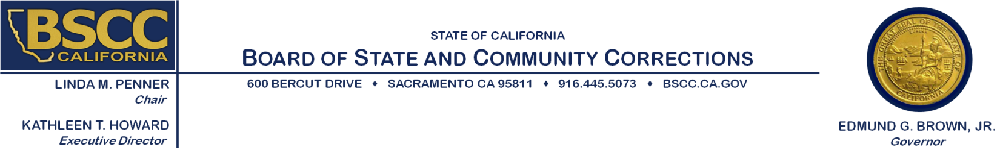 BSCC
CALIFORNIA
STATE OF CALIFORNIA
BOARD OF STATE AND COMMUNITY CORRECTIONS
600 BERCUT DRIVE ♦ SACRAMENTO CA 95811 ♦ 916.445.5073 ♦ BSCC.CA.GOV
LINDA M. PENNER
Chair
KATHLEEN T. HOWARD
Executive Director
THE GREAT SEAL OF THE STATE OF
CALIFORNIA
EDMUND G. BROWN, JR.
Governor